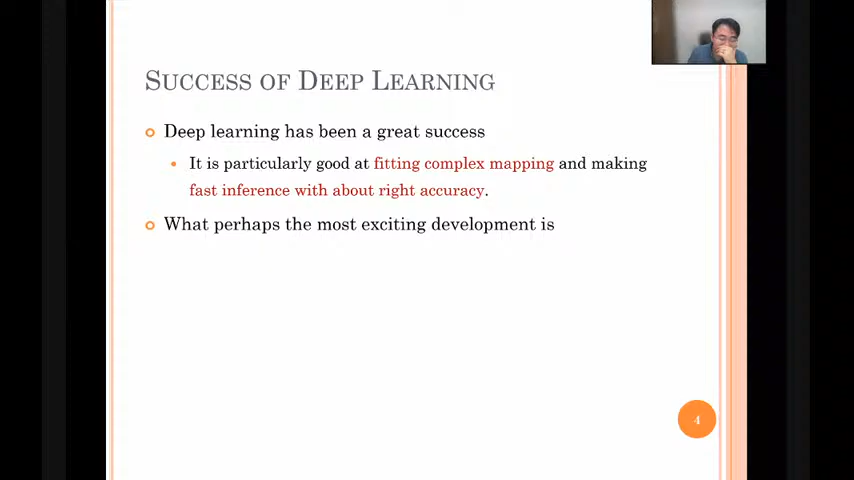 SUCCESS OF DEEP LEARNING
Deep learning has been a great success
It is particularly good at fitting complex mapping and making
fast inference with about right accuracy.
What perhaps the most exciting development is
4